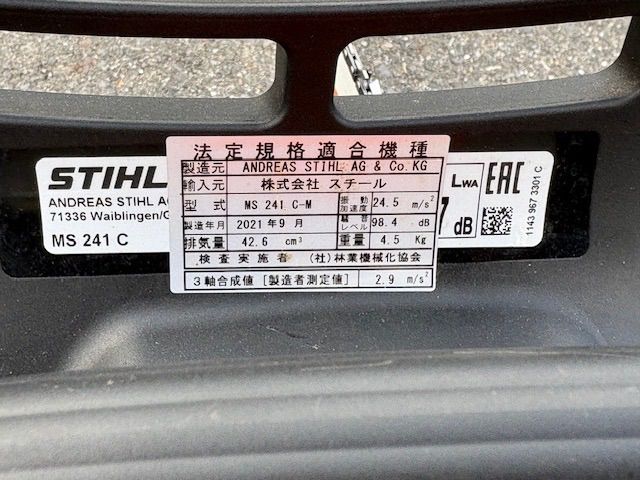 法定規格適合機種
製造元 ANDREAS STIHL AG & Co.KG
輸入元 株式会社 スチール
型式 MS 241 C-M 振動加速度 24.5 m/s²
製造年月 2021年9月 騒音レベル 98.4 dB
排気量 42.6 cm³ 重量 4.5 Kg
検査実施者 (社)林業機械化協会
3軸合成値 [製造者測定値] 2.9 m/s²
STIHL
ANDREAS STIHL AG
71336 Waiblingen/G
MS 241 C
LWA
7 dB
EAC
1143 967 3301 C